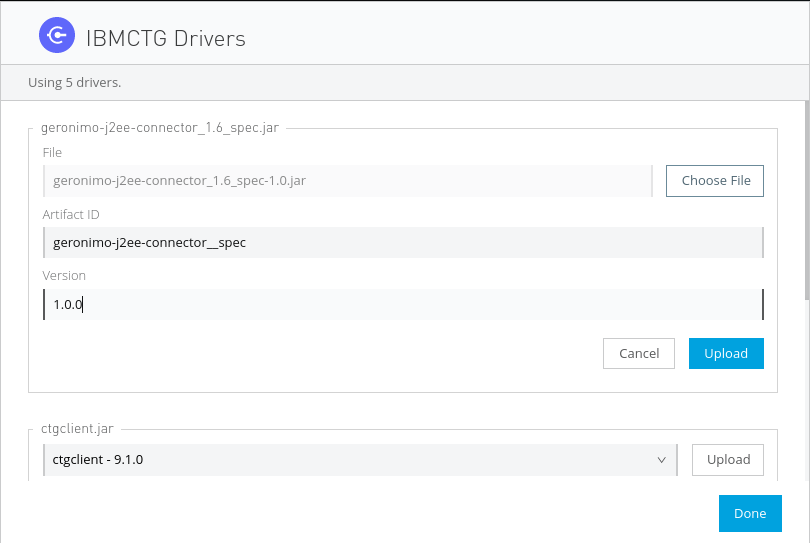 IBMCTG Drivers
Using 5 drivers.
geronimo-j2ee-connector_1.6_spec.jar
File
geronimo-j2ee-connector_1.6_spec-1.0.jar
Choose File
Artifact ID
geronimo-j2ee-connector__spec
Version
1.0.0
Cancel
Upload
ctgclient.jar
ctgclient - 9.1.0
Upload
Done